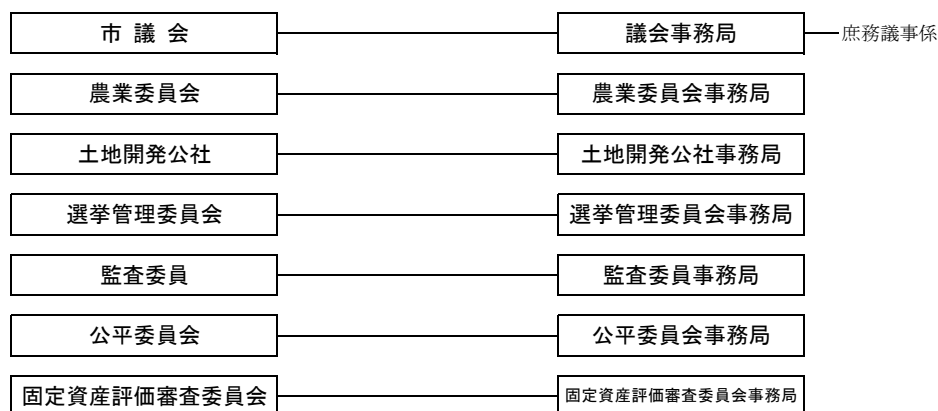 市 議 会 議会事務局 庶務議事係
農業委員会 農業委員会事務局
土地開発公社 土地開発公社事務局
選挙管理委員会 選挙管理委員会事務局
監査委員 監査委員事務局
公平委員会 公平委員会事務局
固定資産評価審査委員会 固定資産評価審査委員会事務局